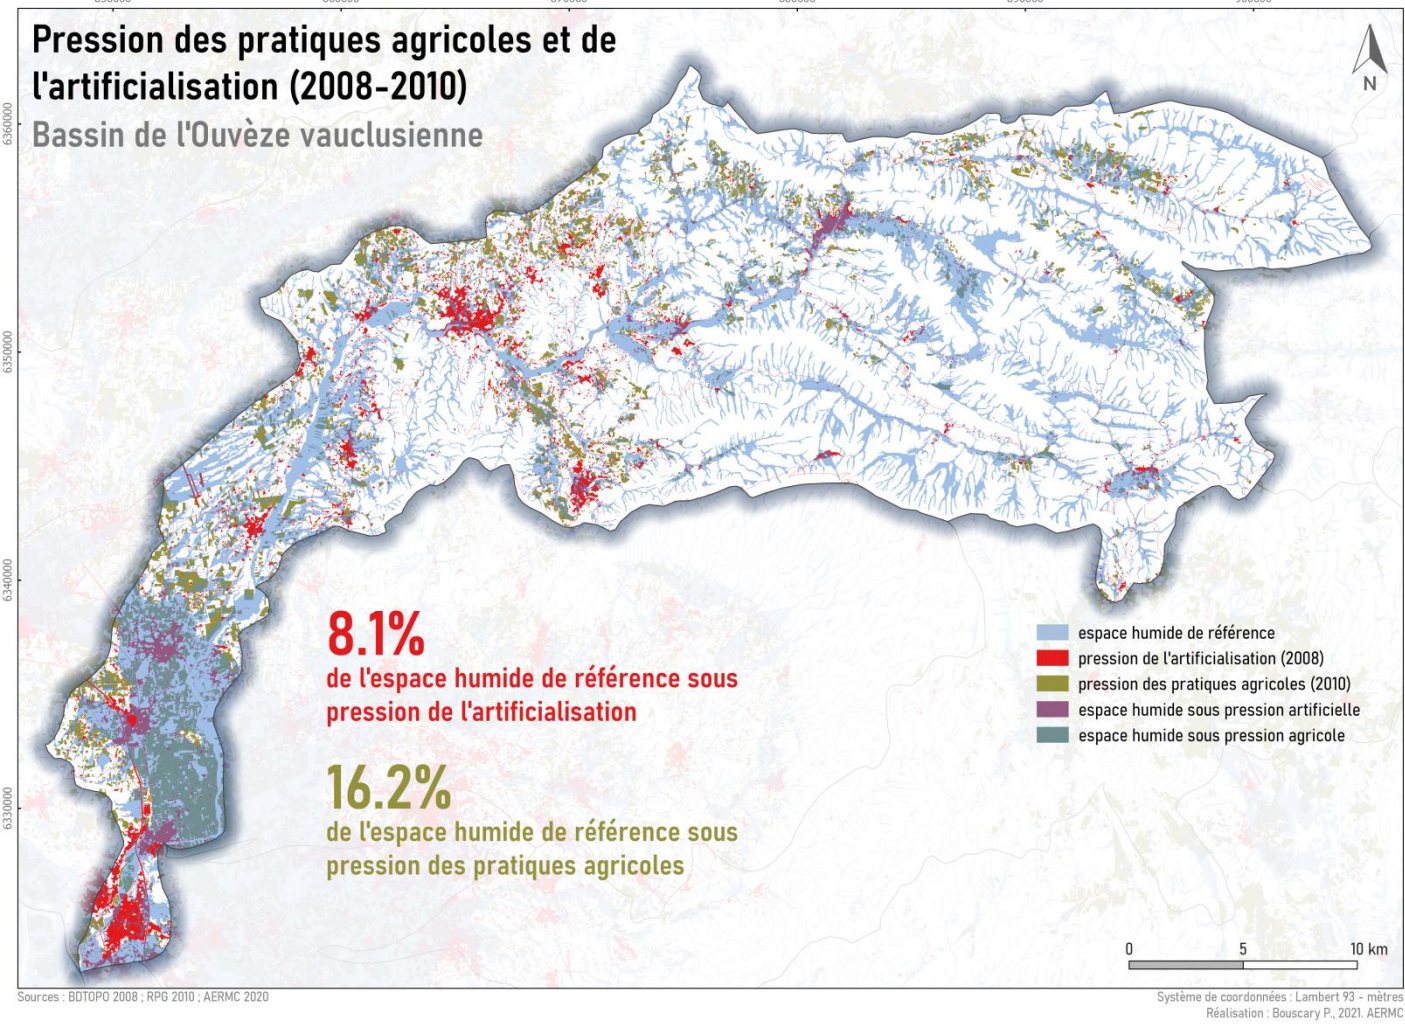 Pression des pratiques agricoles et de
l'artificialisation (2008-2010)
Bassin de l'Ouvèze vauclusienne
N
6360000
6350000
6340000
6330000
8.1%
de l'espace humide de référence sous
pression de l'artificialisation
16.2%
de l'espace humide de référence sous
pression des pratiques agricoles
espace humide de référence
pression de l'artificialisation (2008)
pression des pratiques agricoles (2010)
espace humide sous pression artificielle
espace humide sous pression agricole
0 5 10 km
Sources : BDTOPO 2008 ; RPG 2010 ; AERMC 2020
Système de coordonnées : Lambert 93 - mètres
Réalisation : Bouscary P., 2021. AERMC